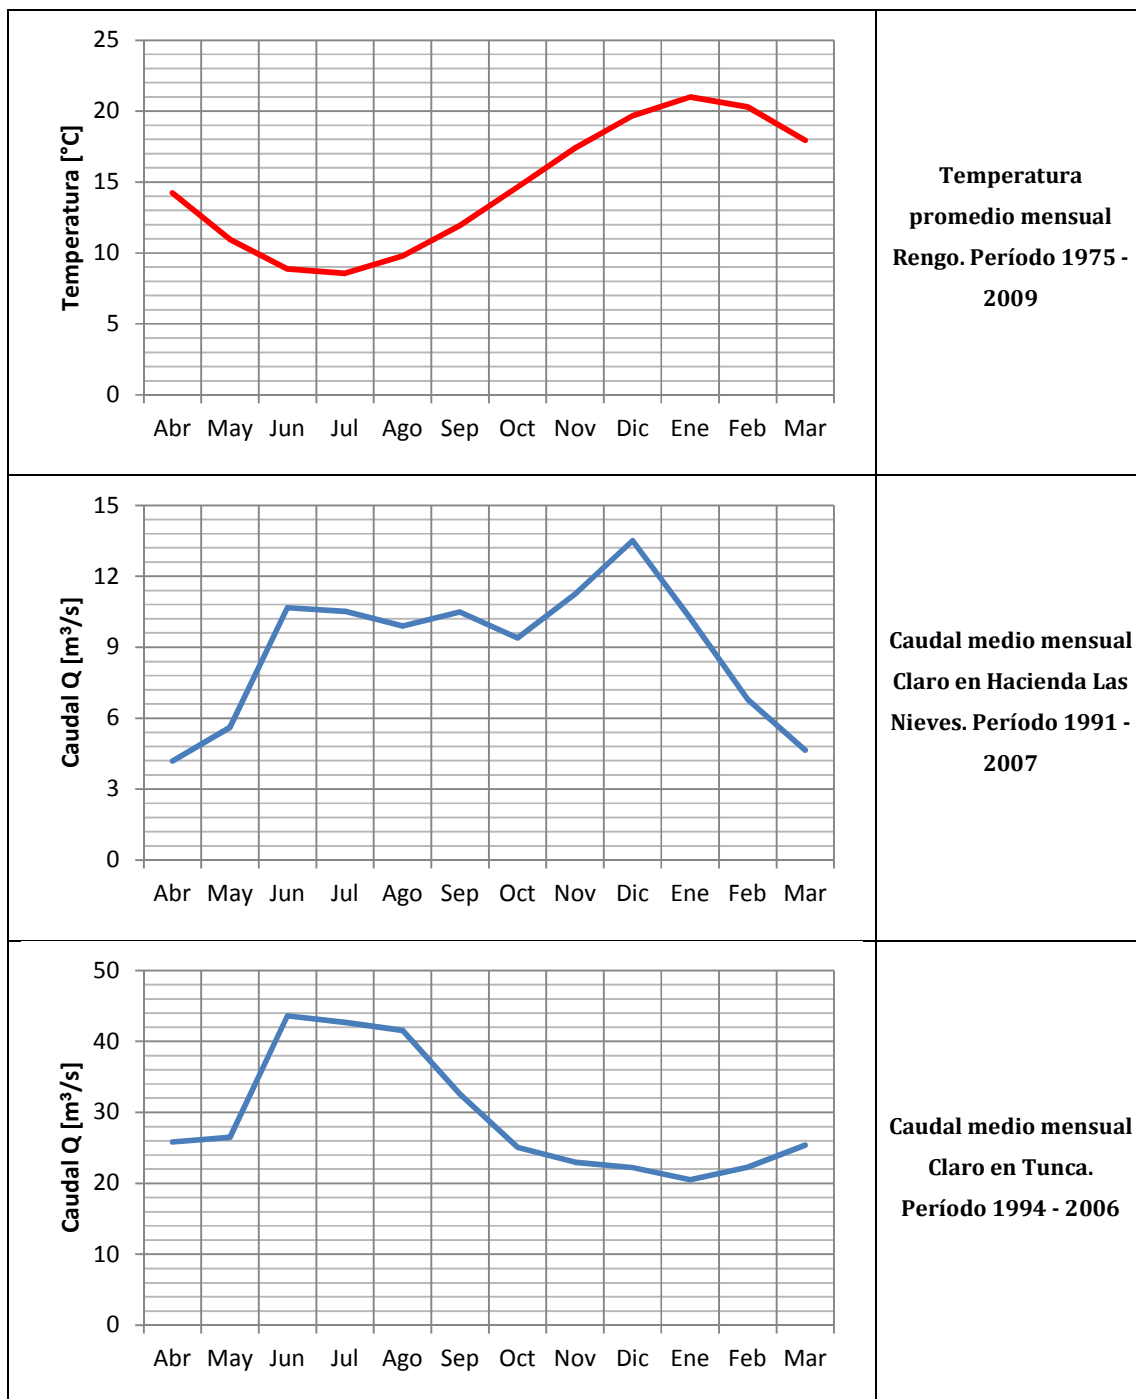 25
20
15
10
5
0
Temperatura [°C]
Abr May Jun Jul Ago Sep Oct Nov Dic Ene Feb Mar
Temperatura
promedio mensual
Rengo. Período 1975 -
2009
15
12
9
6
3
0
Caudal Q [m³/s]
Abr May Jun Jul Ago Sep Oct Nov Dic Ene Feb Mar
Caudal medio mensual
Claro en Hacienda Las
Nieves. Período 1991 -
2007
50
40
30
20
10
0
Caudal Q [m³/s]
Abr May Jun Jul Ago Sep Oct Nov Dic Ene Feb Mar
Caudal medio mensual
Claro en Tunca.
Período 1994 - 2006